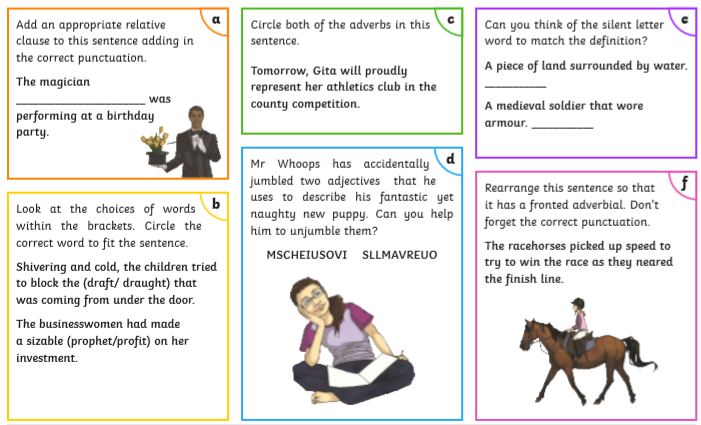 a
Add an appropriate relative
clause to this sentence adding in
the correct punctuation.
The magician
______________________ was
performing at a birthday
party.
b
Look at the choices of words
within the brackets. Circle the
correct word to fit the sentence.
Shivering and cold, the children tried
to block the (draft/ draught) that
was coming from under the door.
The businesswomen had made
a sizable (prophet/profit) on her
investment.
c
Circle both of the adverbs in this
sentence.
Tomorrow, Gita will proudly
represent her athletics club in the
county competition.
d
Mr Whoops has accidentally
jumbled two adjectives that he
uses to describe his fantastic yet
naughty new puppy. Can you help
him to unjumble them?
MSCHEIUSOVI SLLMAVREUO
e
Can you think of the silent letter
word to match the definition?
A piece of land surrounded by water.
___________
A medieval soldier that wore
armour. ___________
f
Rearrange this sentence so that
it has a fronted adverbial. Don't
forget the correct punctuation.
The racehorses picked up speed to
try to win the race as they neared
the finish line.